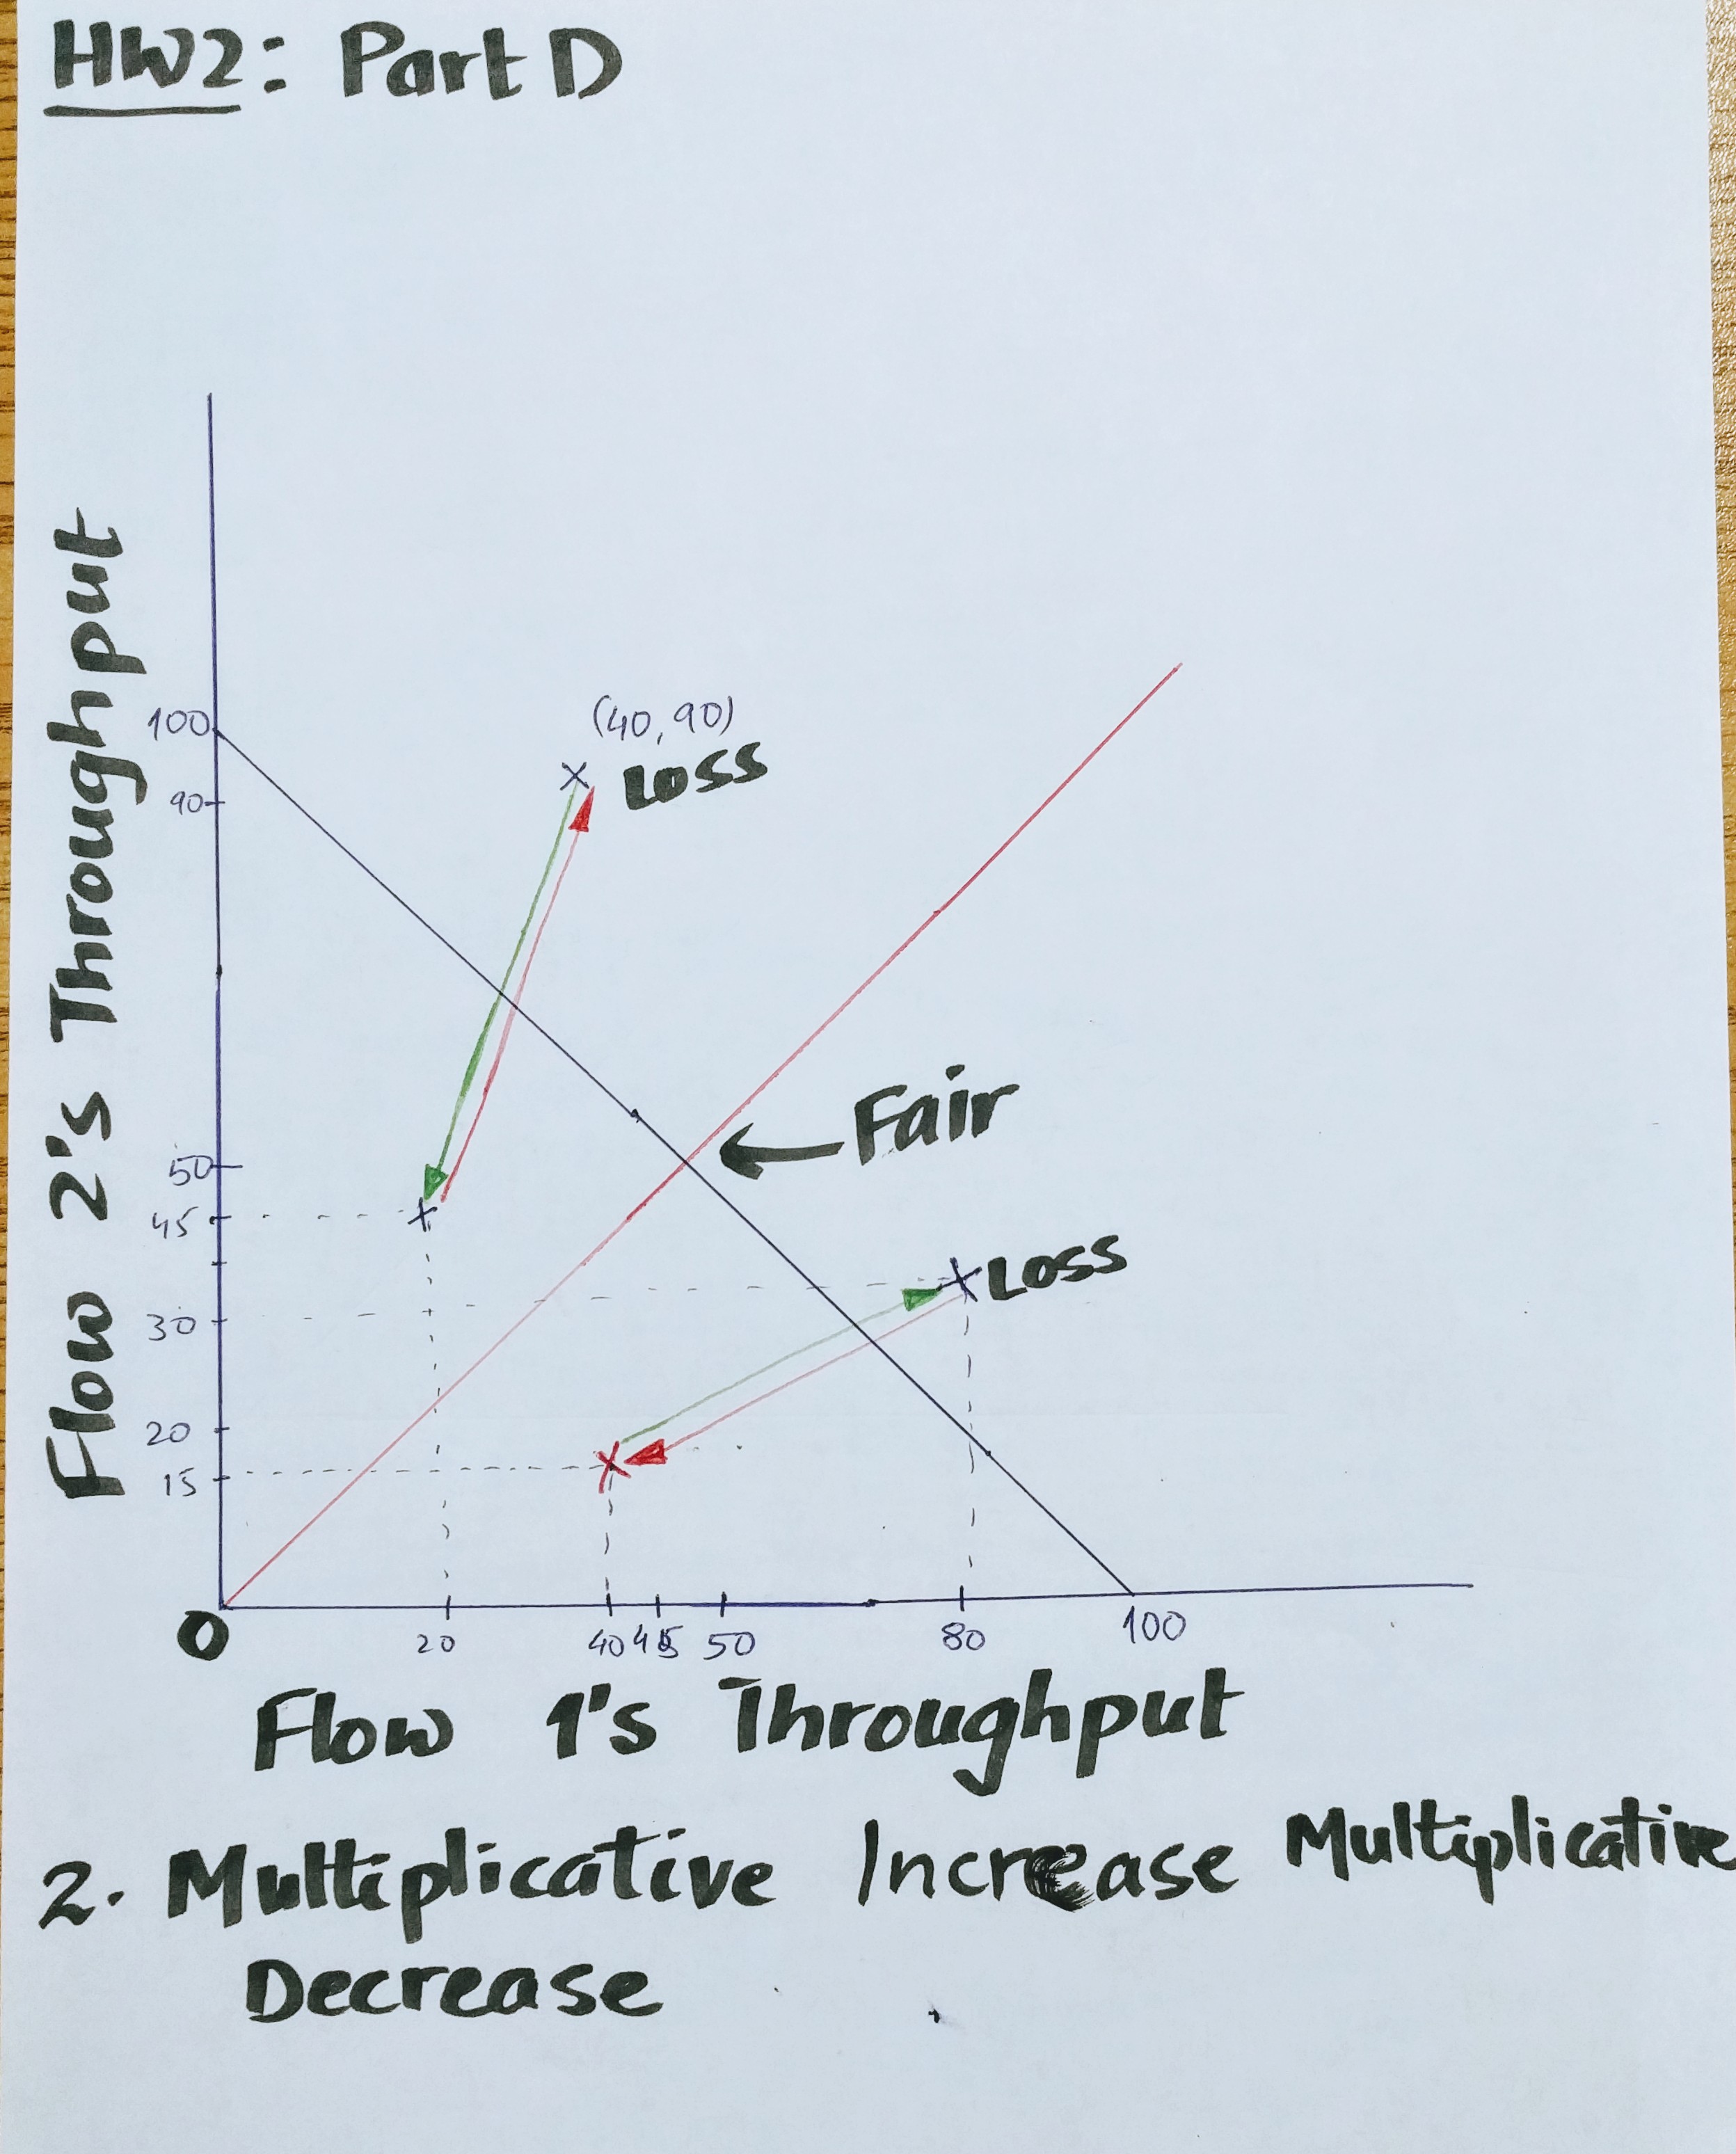 HW2: Part D
Flow 2's Throughput
100
(40, 90)
Loss
90
Fair
50
45
Loss
30
20
15
0
20 40 45 50 80 100
Flow 1's Throughput
2. Multiplicative Increase Multiplicative
Decrease